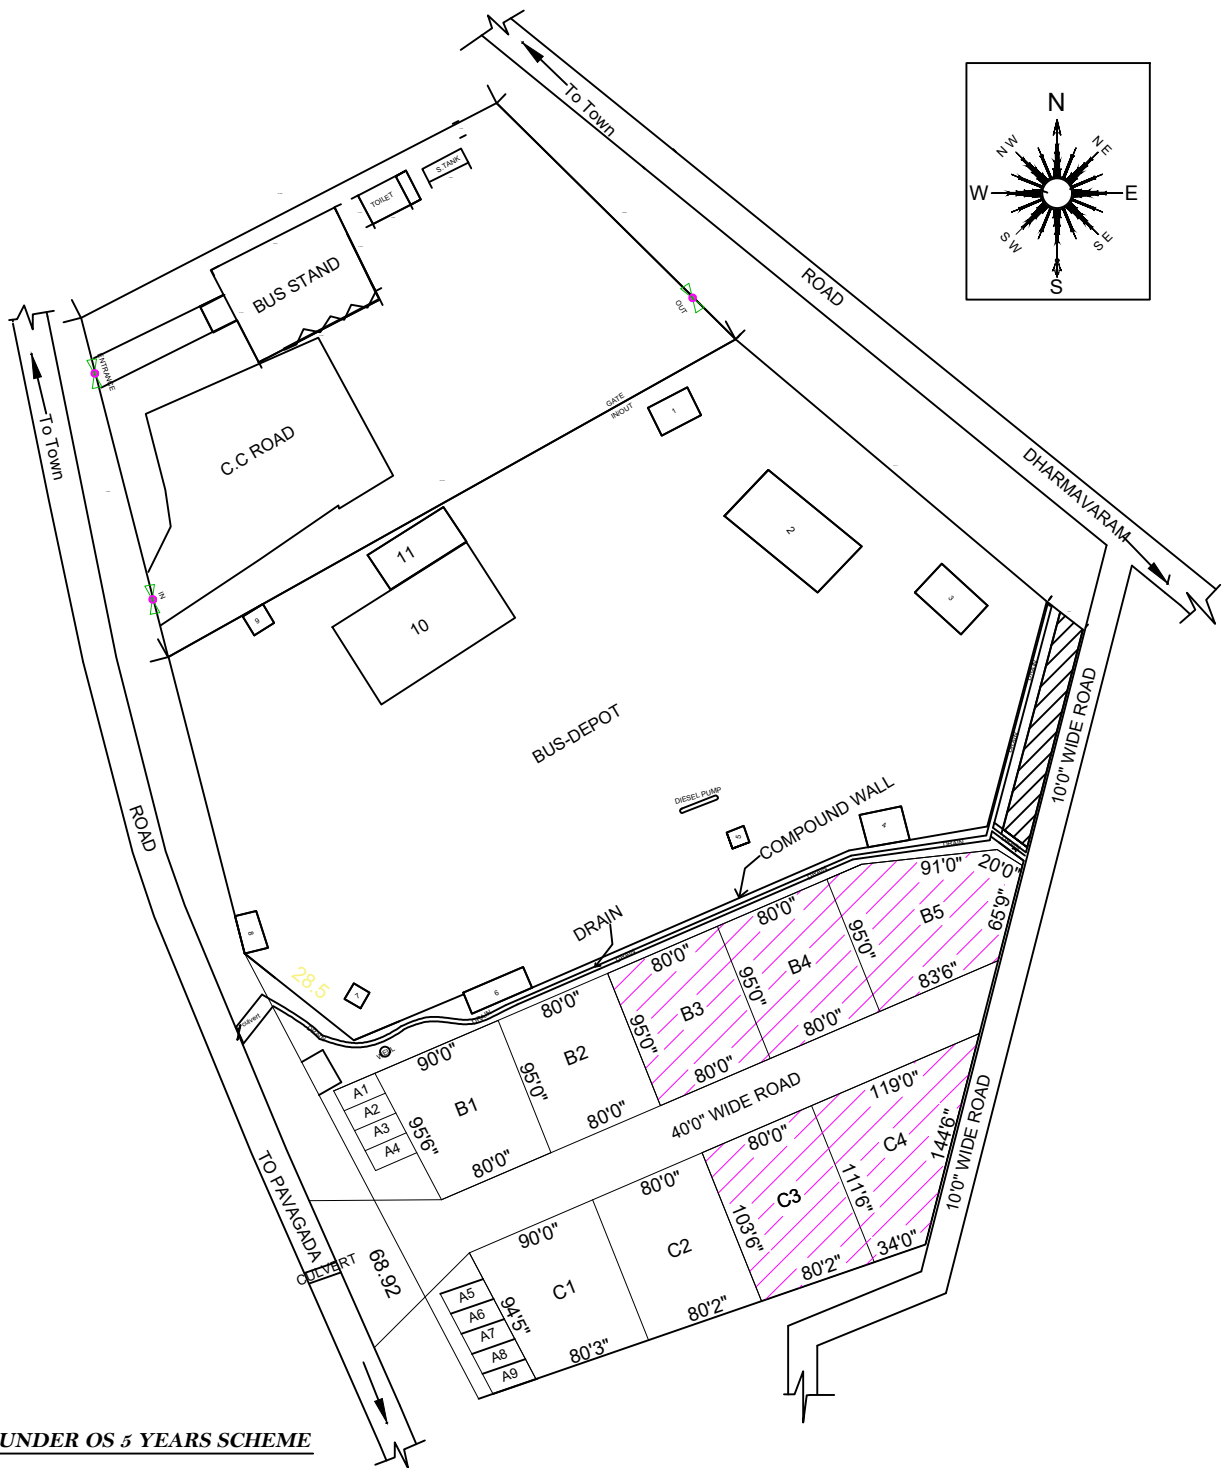 To Town
N
N W
N E
W
E
S W
S E
S
S.TANK
TOILET
BUS STAND
ROAD
OUT
ENTRANCE
To Town
GATE
IN/OUT
1
C.C ROAD
DHARMAVARAM
2
11
10
3
IN
9
BUS-DEPOT
10'0" WIDE ROAD
DIESEL PUMP
COMPOUND WALL
4
5
ROAD
DRAIN
DRAIN
91'0"
20'0"
80'0"
B5
65'9"
95'0"
DRAIN
8
80'0"
B4
95'0"
83'6"
DRAIN
28.5
7
6
80'0"
B3
80'0"
95'0"
DRAIN
culvert
90'0"
B2
80'0"
95'0"
A1
A2
A3
A4
B1
80'0"
95'6"
80'0"
40'0" WIDE ROAD
119'0"
80'0"
C4
144'6"
10'0" WIDE ROAD
TO PAVAGADA
80'0"
C3
111'6"
34'0"
103'6"
80'2"
CULVERT
68.92
90'0"
C2
80'2"
A5
A6
A7
A8
A9
C1
94'5"
80'3"
UNDER OS 5 YEARS SCHEME